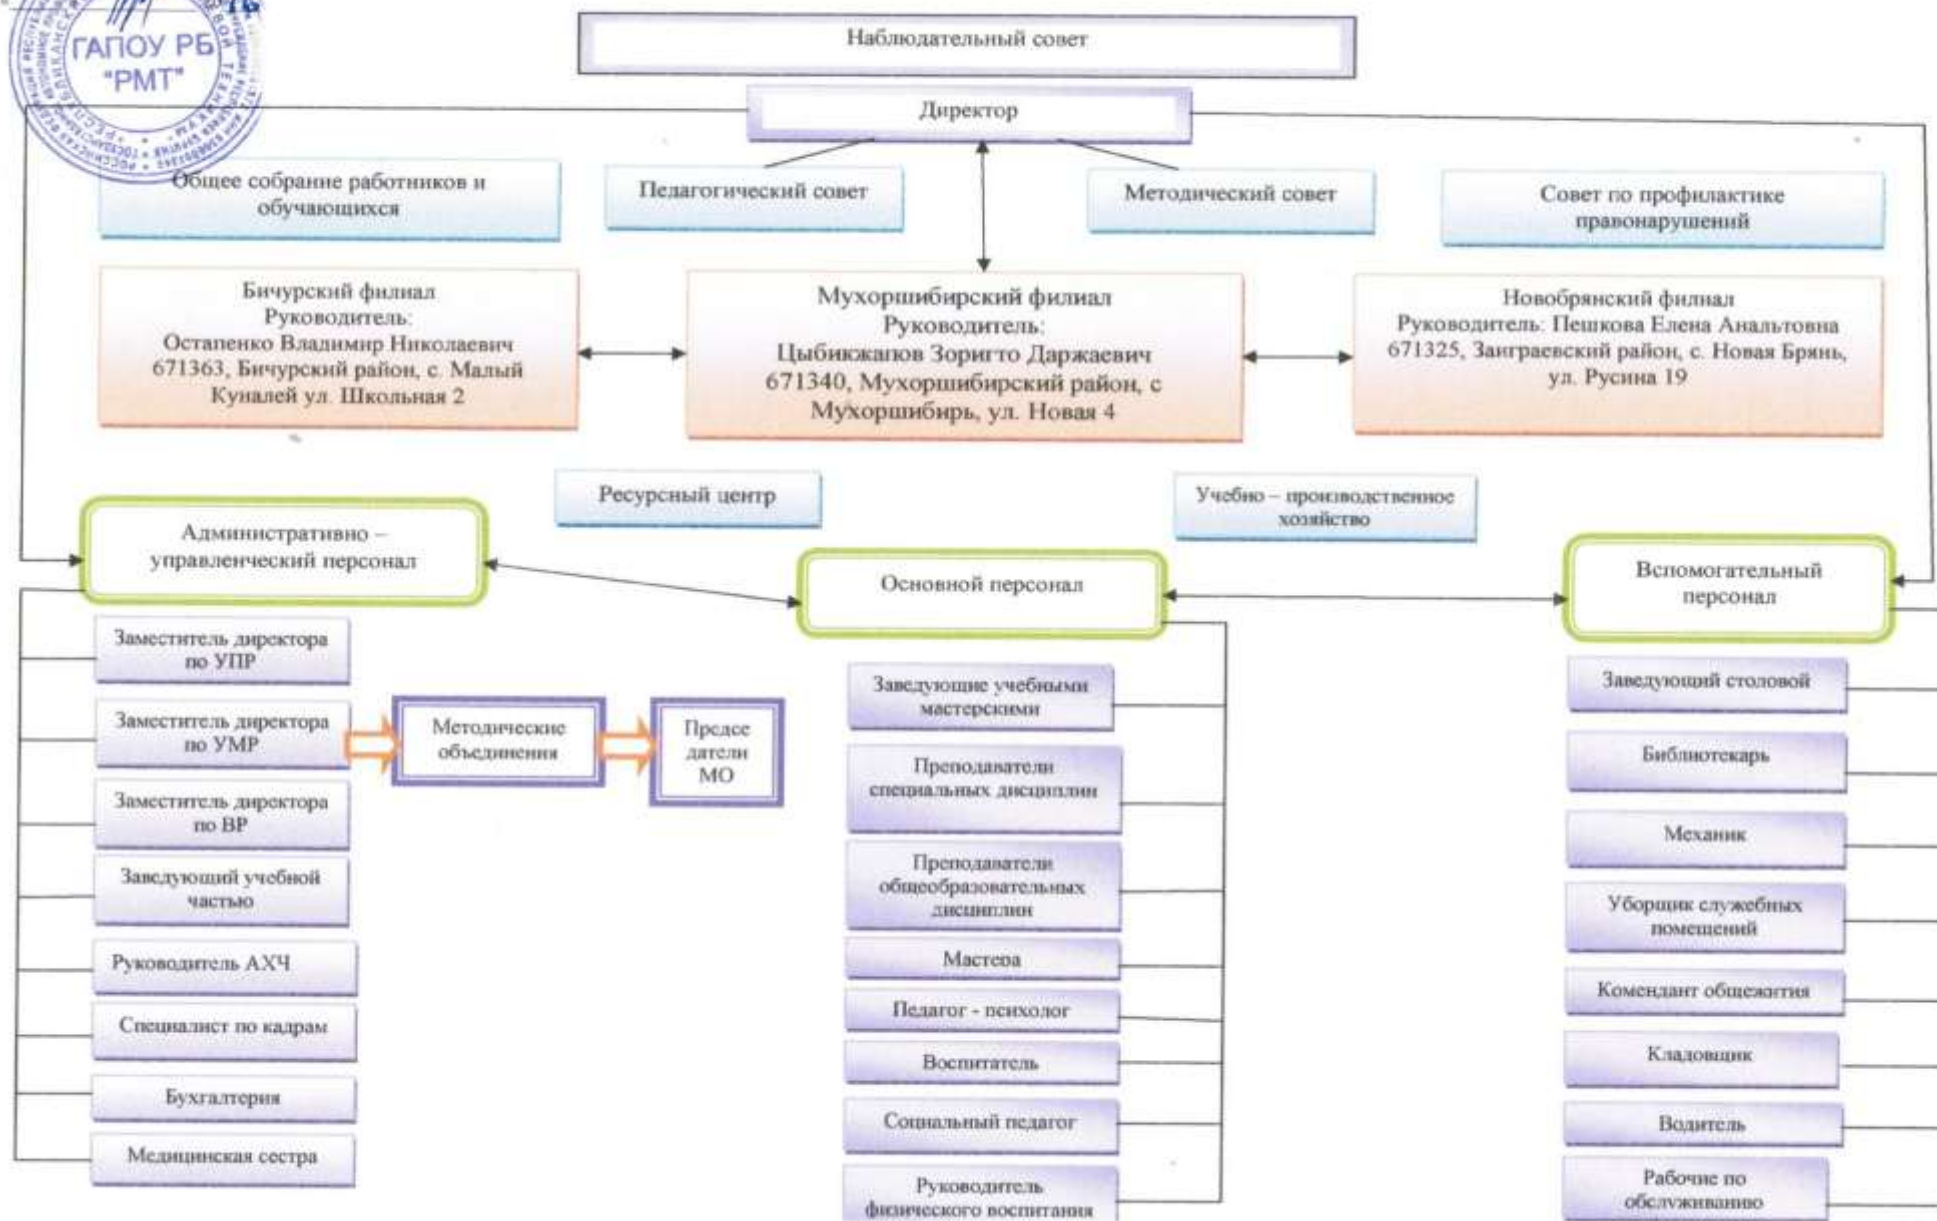 ГАПОУ РБ
"РМТ"
Наблюдательный совет
Директор
Общее собрание работников и
обучающихся
Педагогический совет
Методический совет
Совет по профилактике
правонарушений
Бичурский филиал
Руководитель:
Остапенко Владимир Николаевич
671363, Бичурский район, с. Малый
Куналей ул. Школьная 2
Мухоршибирский филиал
Руководитель:
Цыбикжапов Зоригто Даржаевич
671340, Мухоршибирский район, с
Мухоршибирь, ул. Новая 4
Новобрянский филиал
Руководитель: Пешкова Елена Анальтовна
671325, Заиграевский район, с. Новая Брянь,
ул. Русина 19
Ресурсный центр
Учебно – производственное
хозяйство
Административно –
управленческий персонал
Основной персонал
Вспомогательный
персонал
Заместитель директора
по УПР
Заместитель директора
по УМР
Методические
объединения
Предсе
датели
МО
Заместитель директора
по ВР
Заведующий учебной
частью
Руководитель АХЧ
Специалист по кадрам
Бухгалтерия
Медицинская сестра
Заведующие учебными
мастерскими
Преподаватели
специальных дисциплин
Преподаватели
общеобразовательных
дисциплин
Мастера
Педагог - психолог
Воспитатель
Социальный педагог
Руководитель
физического воспитания
Заведующий столовой
Библиотекарь
Механик
Уборщик служебных
помещений
Комендант общежития
Кладовщик
Водитель
Рабочие по
обслуживанию